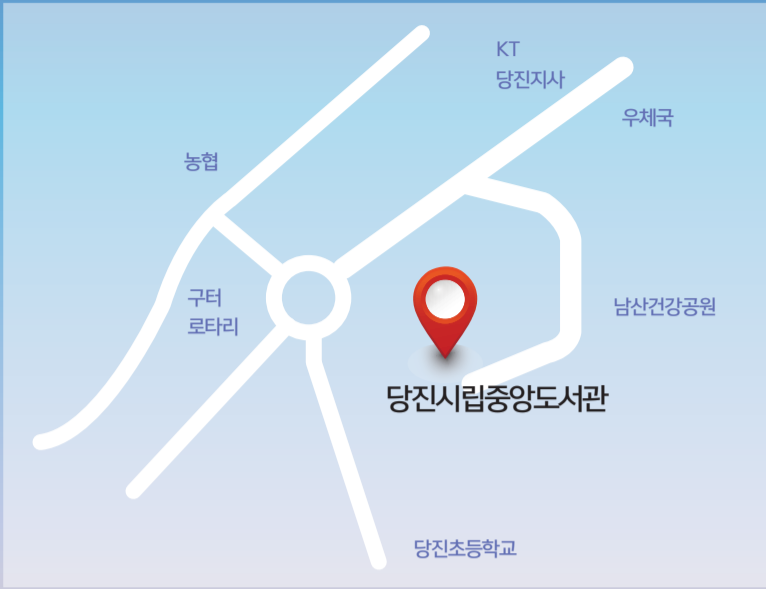 KT
당진지사
우체국
농협
구터
로타리
남산건강공원
당진시립중앙도서관
당진초등학교